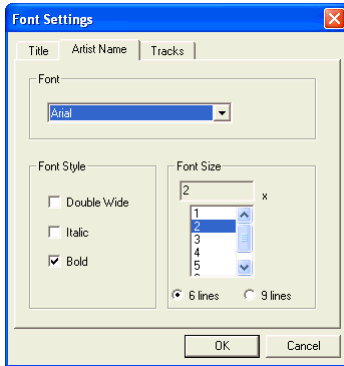 Font Settings
Title Artist Name Tracks
Font
Arial
Font Style
Double Wide
Italic
Bold
Font Size
2 x
1
2
3
4
5
6 lines 9 lines
OK Cancel